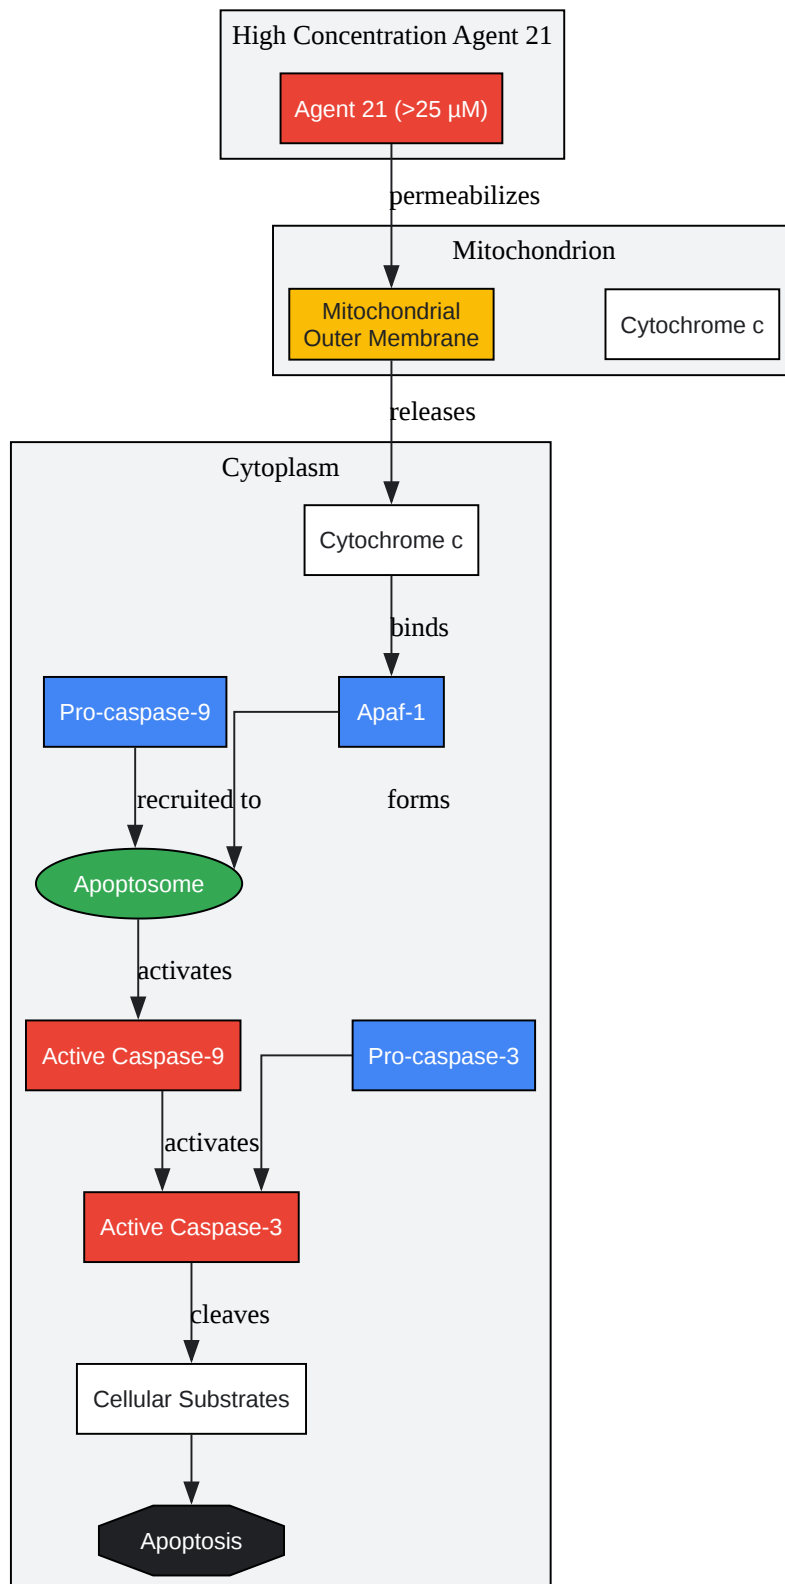 High Concentration Agent 21
Agent 21 (>25 µM)
permeabilizes
Mitochondrion
Mitochondrial
Outer Membrane
Cytochrome c
releases
Cytoplasm
Cytochrome c
binds
Pro-caspase-9
Apaf-1
recruited to
forms
Apoptosome
activates
Active Caspase-9
Pro-caspase-3
activates
Active Caspase-3
cleaves
Cellular Substrates
Apoptosis